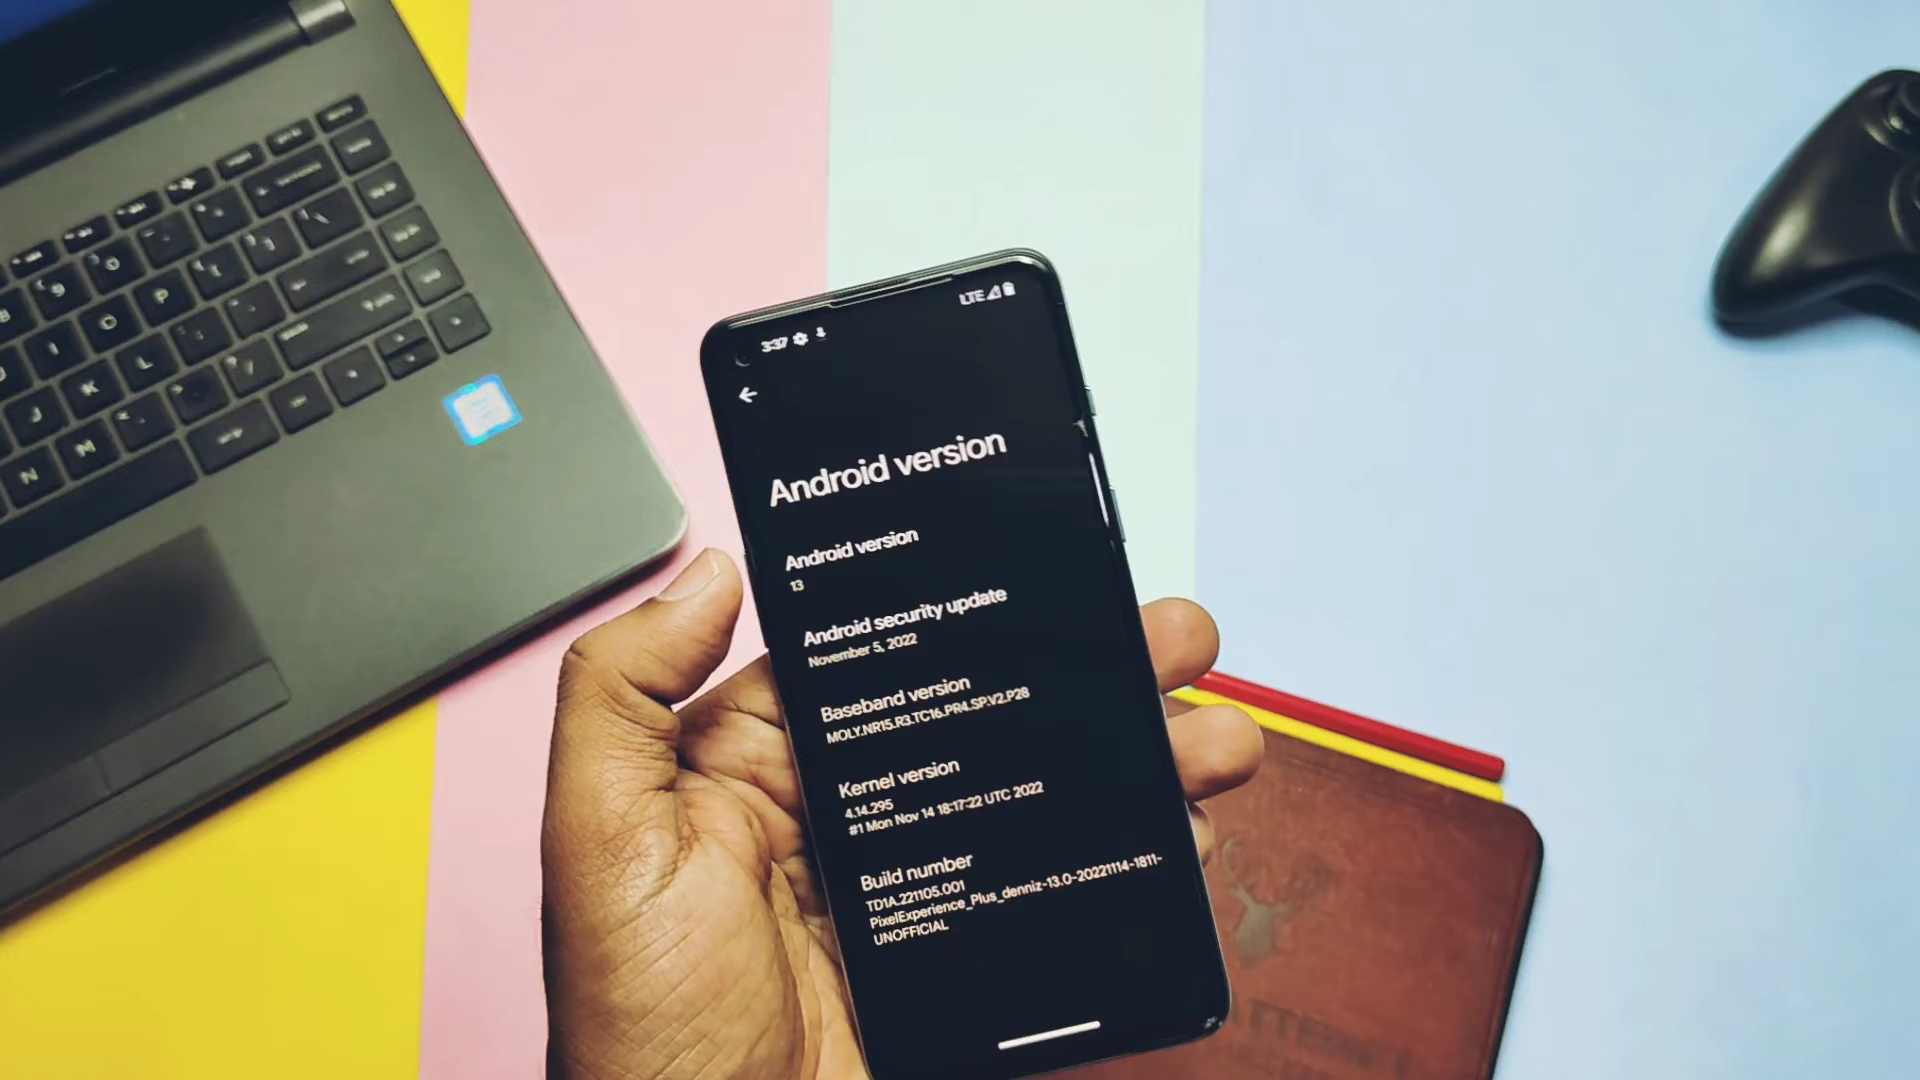 3:37
LTE
Android version
Android version
13
Android security update
November 5, 2022
Baseband version
MOLY.NR15.R3.TC16.PR4.SP.V2.P28
Kernel version
4.14.295
#1 Mon Nov 14 18:17:22 UTC 2022
Build number
TD1A.221105.001
PixelExperience_Plus_denniz-13.0-20221114-1811-
UNOFFICIAL
9
O
P
I
O
L
K
J
M
N